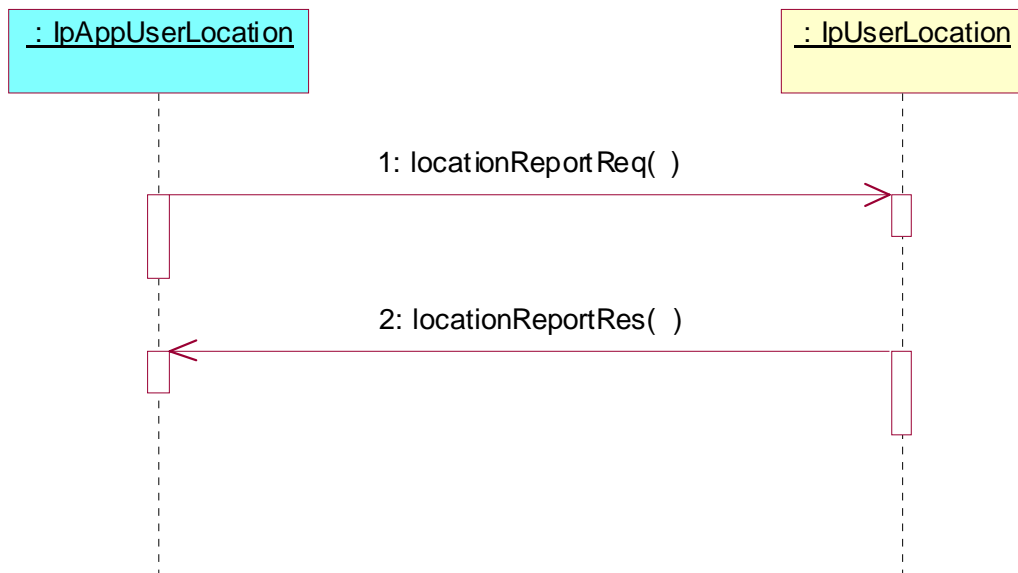 : IpAppUserLocation
: IpUserLocation
1: locationReportReq( )
2: locationReportRes( )